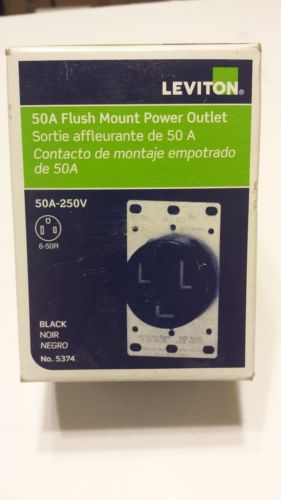 LEVITON®
50A Flush Mount Power Outlet
Sortie affleurante de 50 A
Contacto de montaje empotrado
de 50A
50A-250V
6-50R
BLACK
NOIR
NEGRO
No. 5374